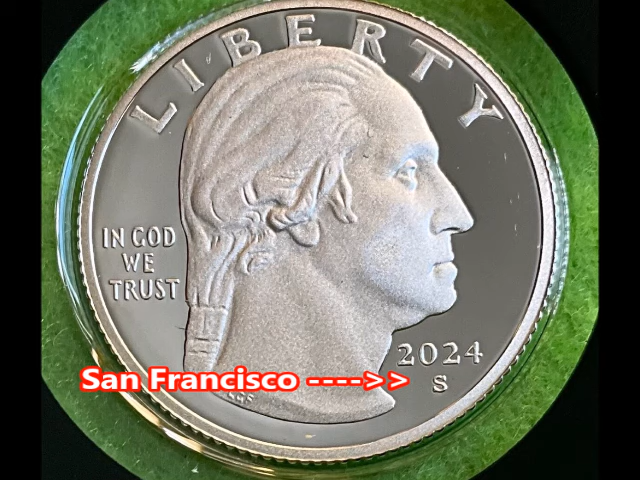 LIBERTY
IN GOD
WE
TRUST
2024
San Francisco ---->>
S